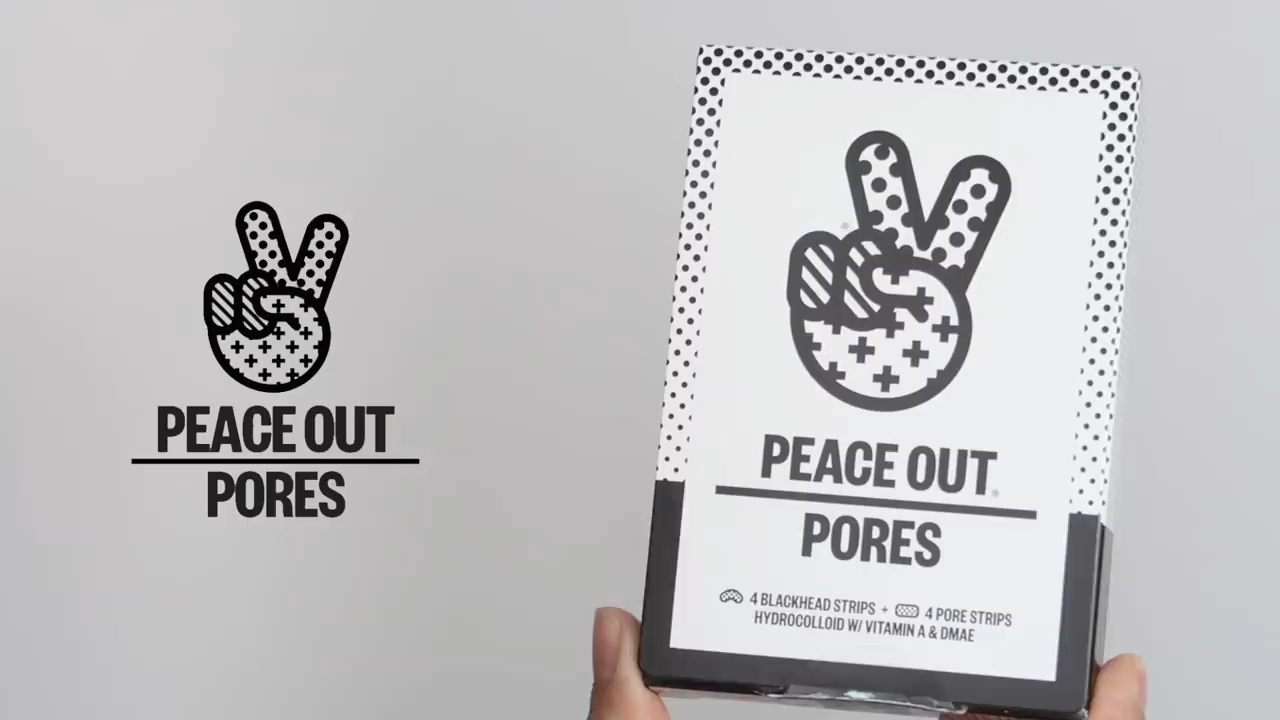 PEACE OUT
PORES
PEACE OUT®
PORES
4 BLACKHEAD STRIPS + 4 PORE STRIPS
HYDROCOLLOID W/ VITAMIN A & DMAE